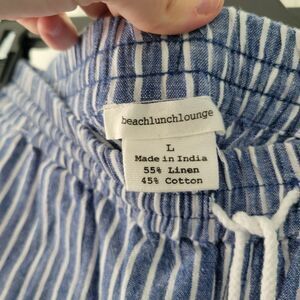 beachlunchlounge
L
Made in India
55% Linen
45% Cotton